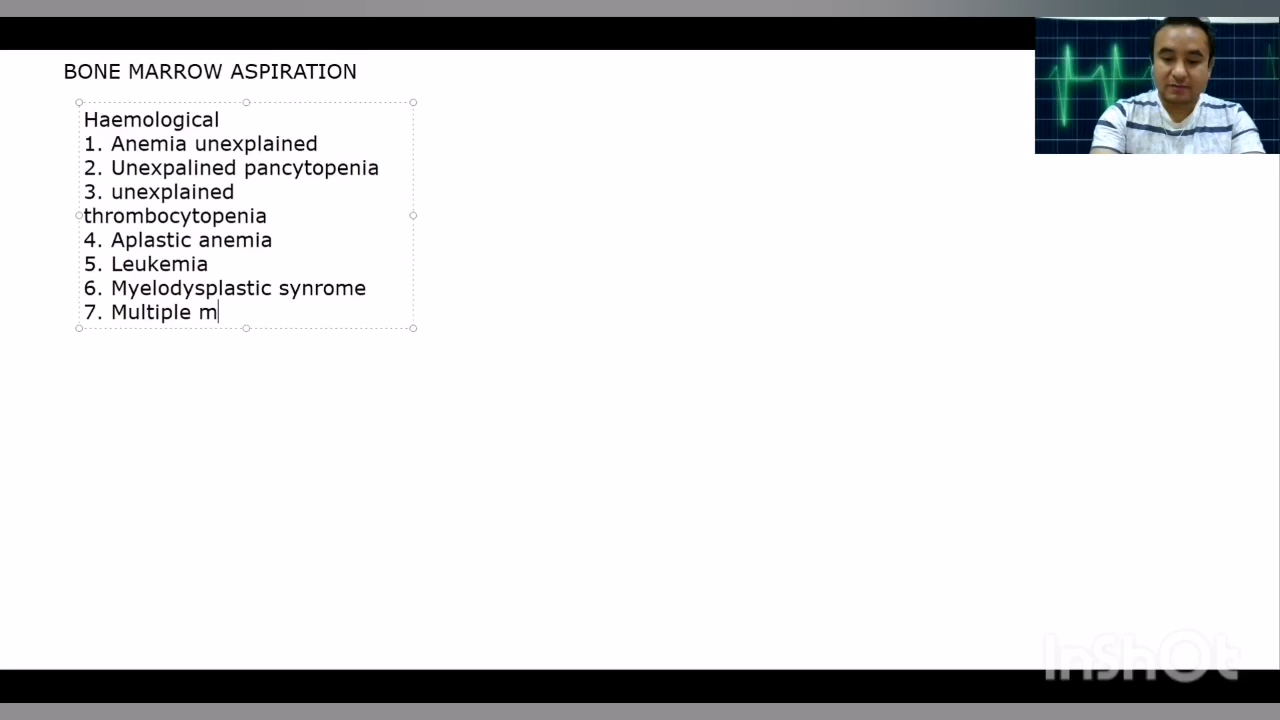 BONE MARROW ASPIRATION
Haemological
1. Anemia unexplained
2. Unexpalined pancytopenia
3. unexplained
thrombocytopenia
4. Aplastic anemia
5. Leukemia
6. Myelodysplastic synrome
7. Multiple m
InShOt